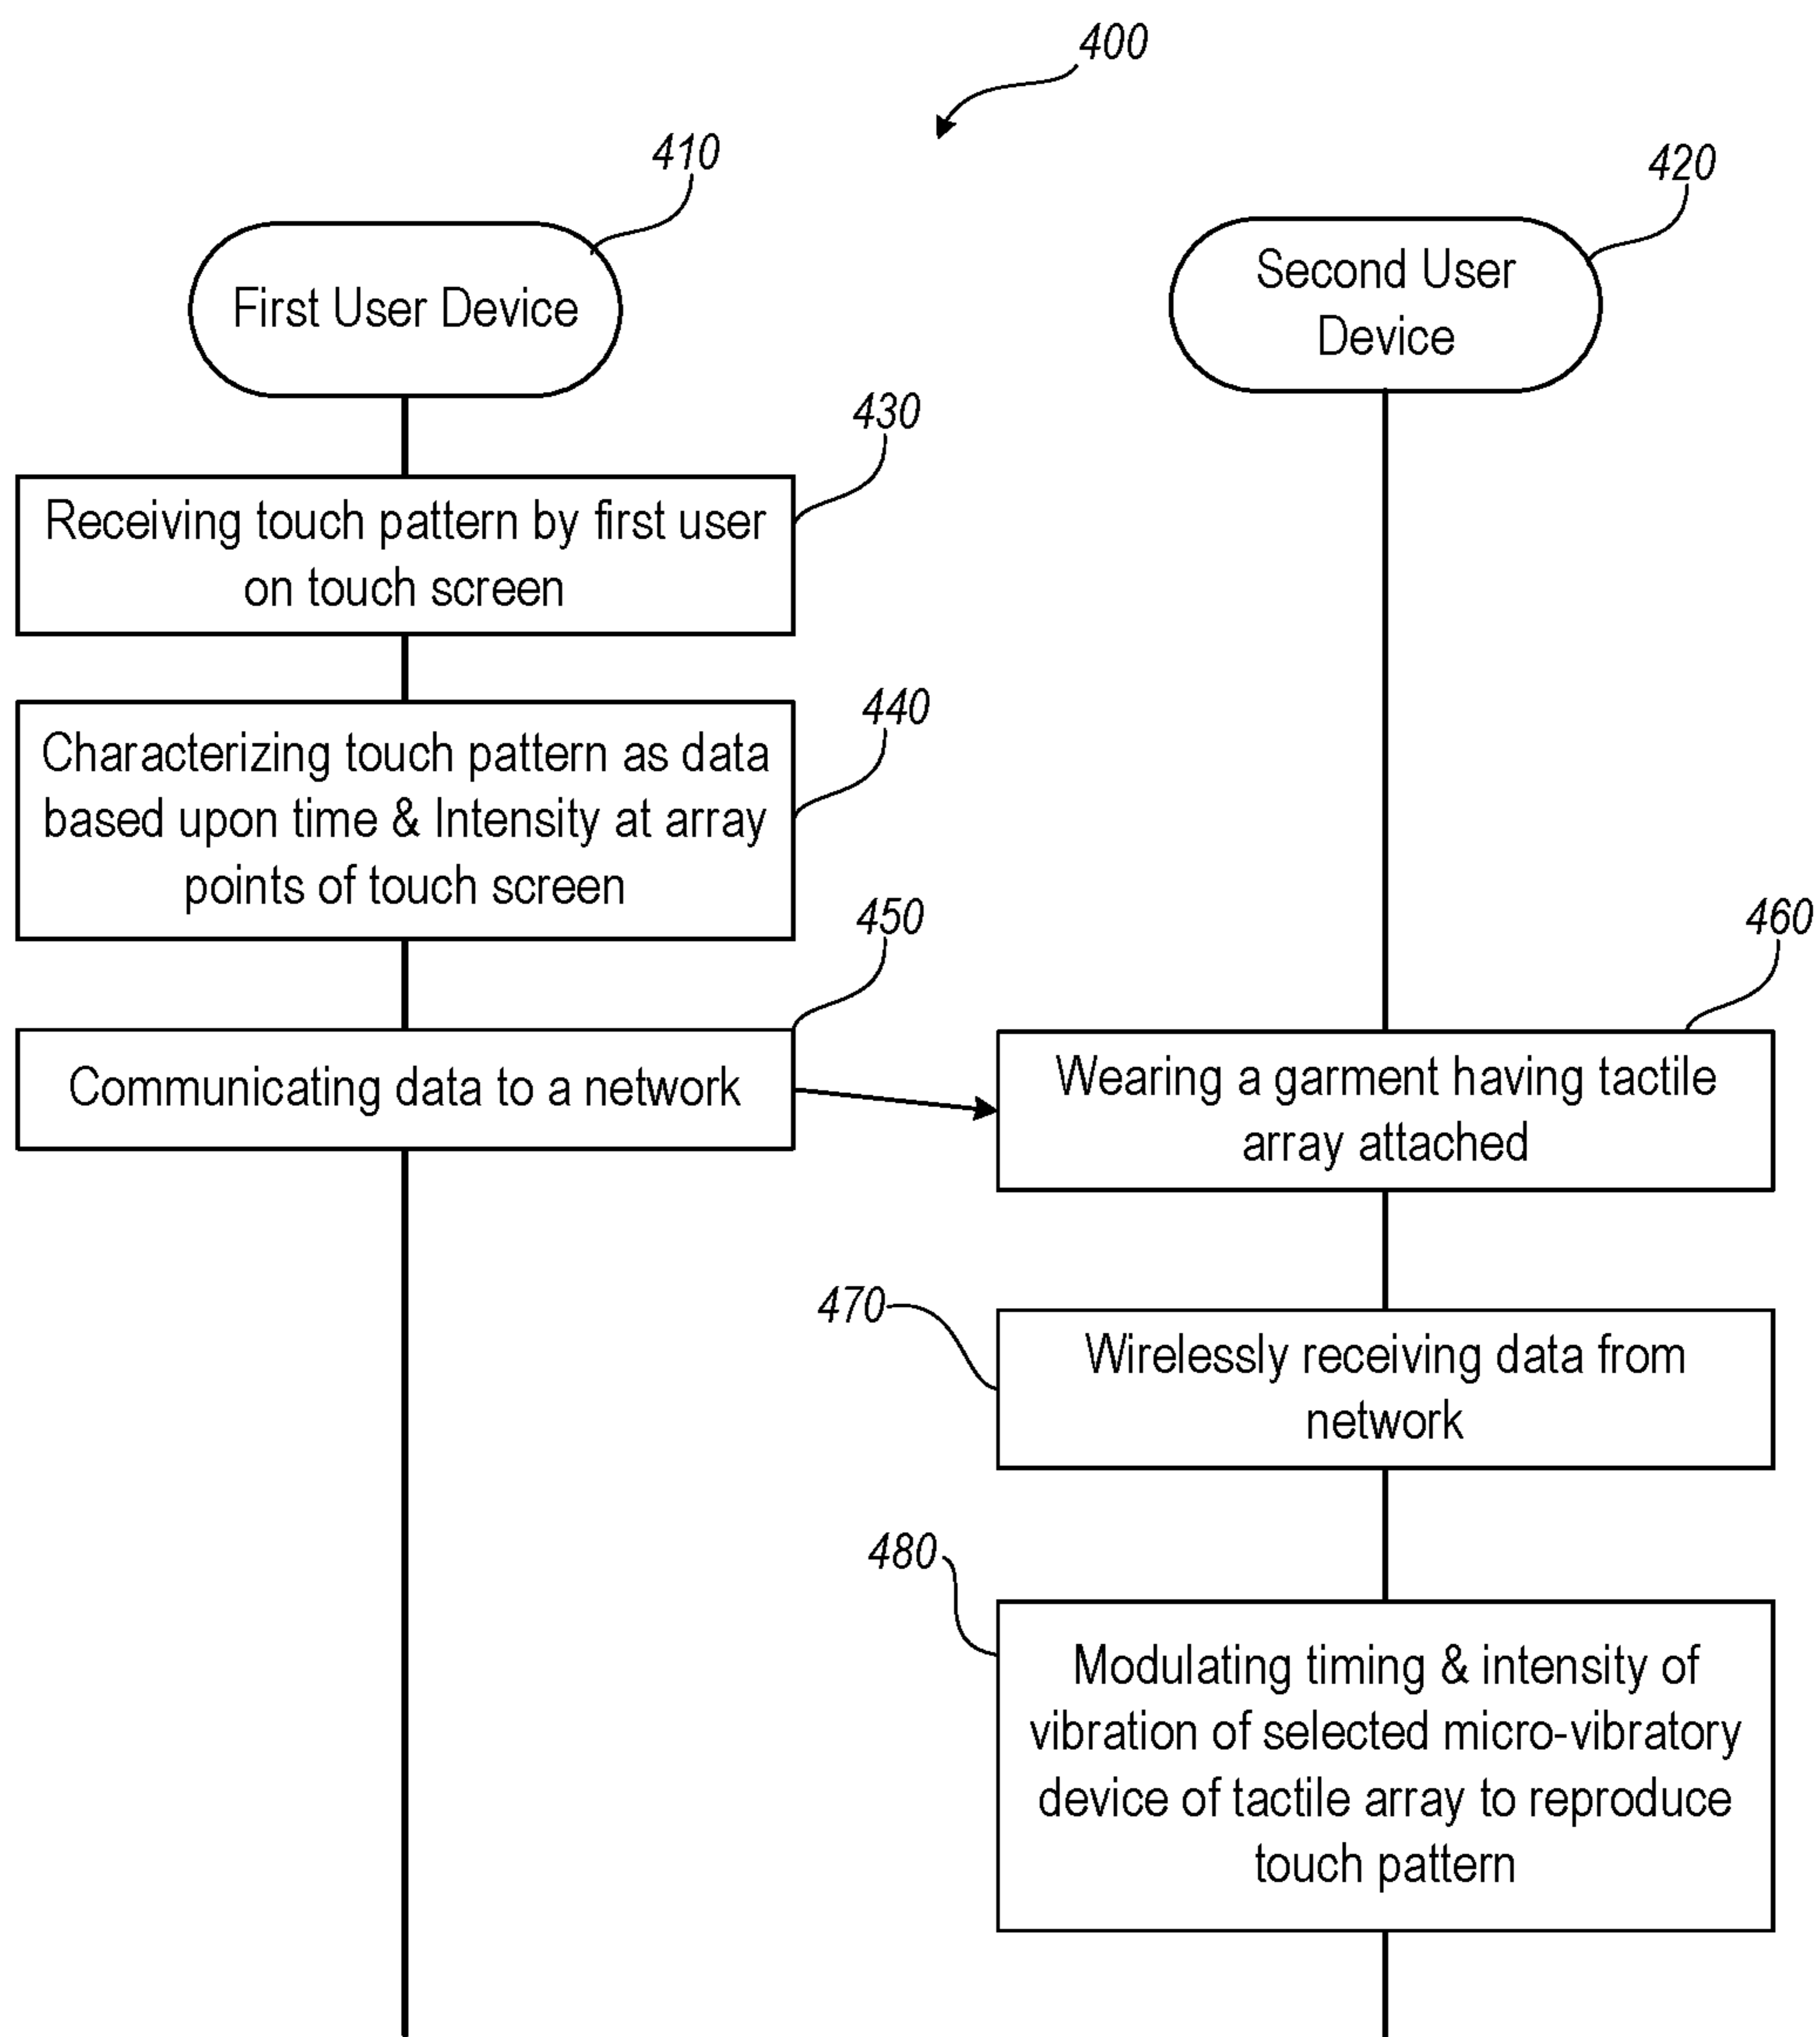 400
410
First User Device
420
Second User
Device
430
Receiving touch pattern by first user
on touch screen
440
Characterizing touch pattern as data
based upon time & Intensity at array
points of touch screen
450
Communicating data to a network
460
Wearing a garment having tactile
array attached
470
Wirelessly receiving data from
network
480
Modulating timing & intensity of
vibration of selected micro-vibratory
device of tactile array to reproduce
touch pattern